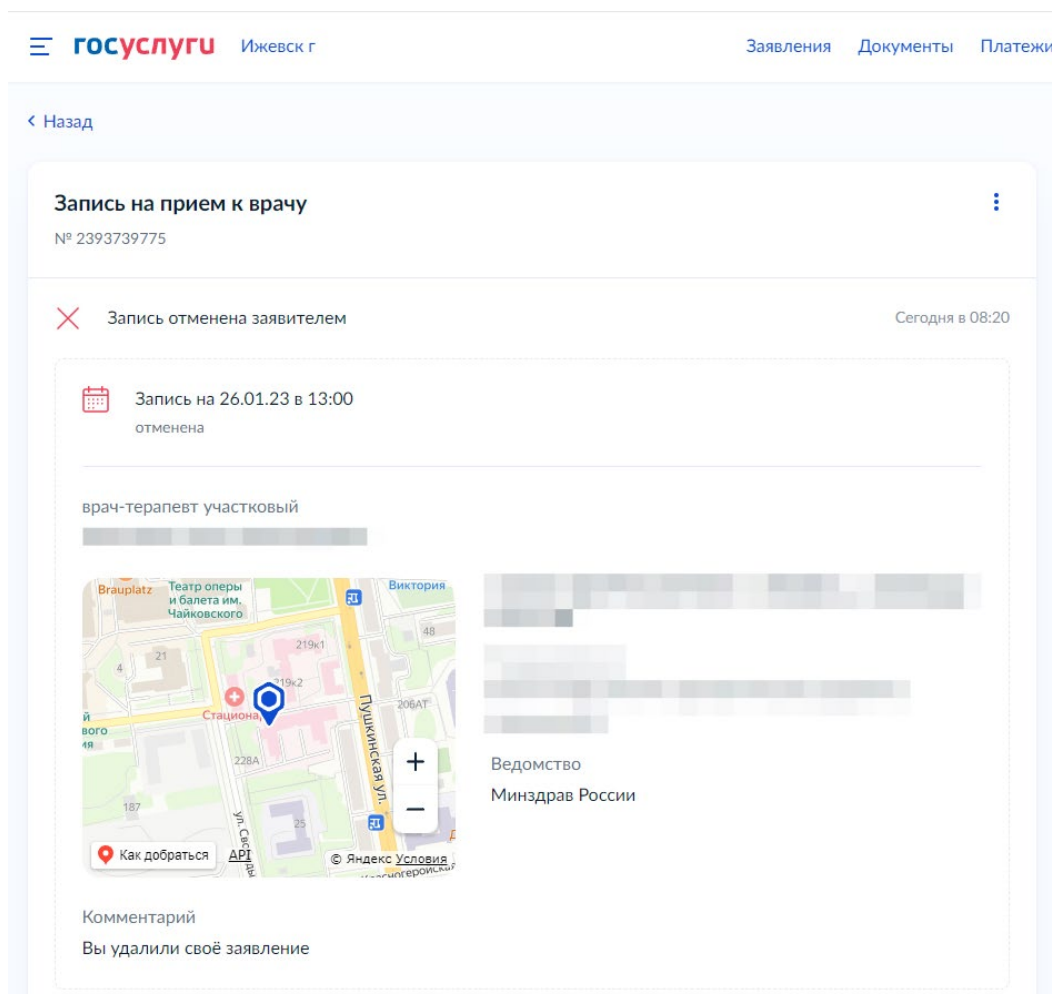 госуслуги Ижевск г Заявления Документы Платежи
Назад
Запись на прием к врачу
№ 2393739775
Запись отменена заявителем Сегодня в 08:20
Запись на 26.01.23 в 13:00
отменена
врач-терапевт участковый
Brauplatz
Театр оперы
и балета им.
Чайковского
Виктория
48
219к1
21
4
219к2
206АТ
Стациона
Пушкинская ул.
й
вого
ия
228А
187
25
+
−
Как добраться API © Яндекс Условия
Ведомство
Минздрав России
Комментарий
Вы удалили своё заявление